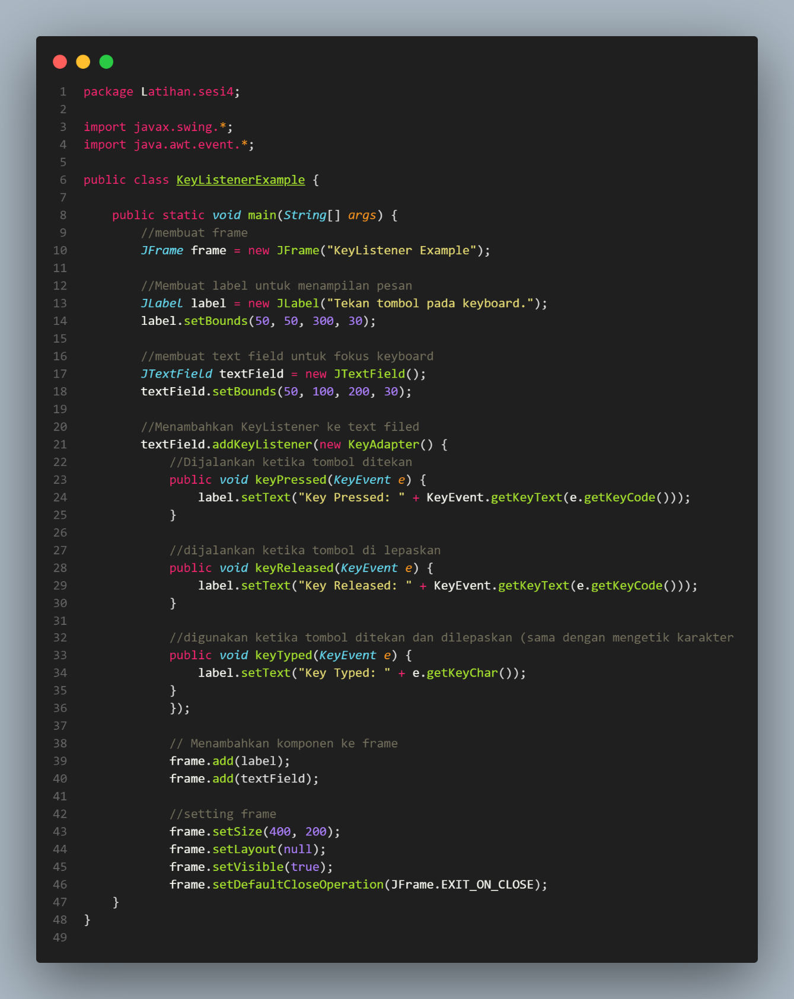 1 package Latihan.sesi4;
2
3 import javax.swing.*;
4 import java.awt.event.*;
5
6 public class KeyListenerExample {
7
8     public static void main(String[] args) {
9         //membuat frame
10         JFrame frame = new JFrame("KeyListener Example");
11
12         //Membuat label untuk menampilan pesan
13         JLabel label = new JLabel("Tekan tombol pada keyboard.");
14         label.setBounds(50, 50, 300, 30);
15
16         //membuat text field untuk fokus keyboard
17         JTextField textField = new JTextField();
18         textField.setBounds(50, 100, 200, 30);
19
20         //Menambahkan KeyListener ke text filed
21         textField.addKeyListener(new KeyAdapter() {
22             //Dijalankan ketika tombol ditekan
23             public void keyPressed(KeyEvent e) {
24                 label.setText("Key Pressed: " + KeyEvent.getKeyText(e.getKeyCode()));
25             }
26
27             //dijalankan ketika tombol di lepaskan
28             public void keyReleased(KeyEvent e) {
29                 label.setText("Key Released: " + KeyEvent.getKeyText(e.getKeyCode()));
30             }
31
32             //digunakan ketika tombol ditekan dan dilepaskan (sama dengan mengetik karakter
33             public void keyTyped(KeyEvent e) {
34                 label.setText("Key Typed: " + e.getKeyChar());
35             }
36             });
37
38             // Menambahkan komponen ke frame
39             frame.add(label);
40             frame.add(textField);
41
42             //setting frame
43             frame.setSize(400, 200);
44             frame.setLayout(null);
45             frame.setVisible(true);
46             frame.setDefaultCloseOperation(JFrame.EXIT_ON_CLOSE);
47     }
48 }
49